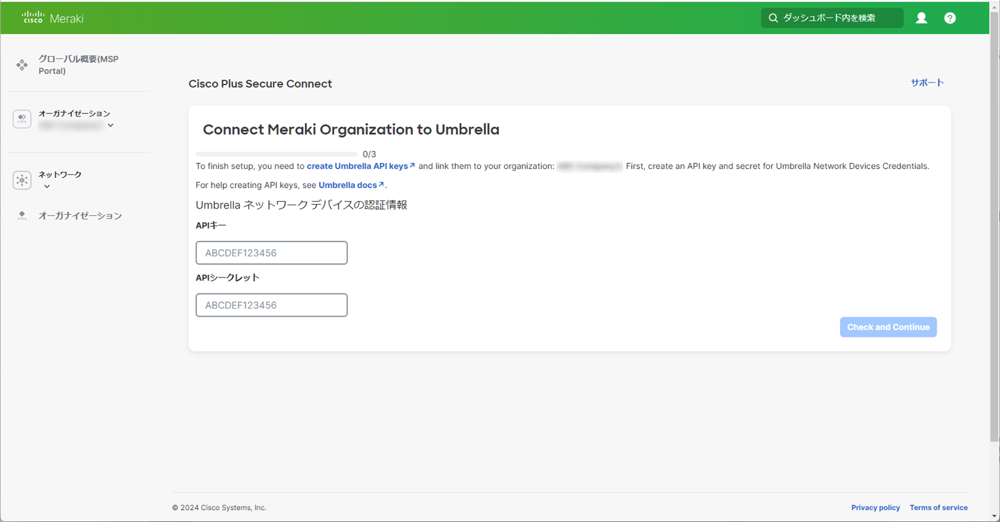 cisco Meraki
ダッシュボード内を検索
グローバル概要(MSP
Portal)
オーガナイゼーション
ネットワーク
オーガナイゼーション
Cisco Plus Secure Connect
サポート
Connect Meraki Organization to Umbrella
0/3
To finish setup, you need to create Umbrella API keys↗ and link them to your organization: First, create an API key and secret for Umbrella Network Devices Credentials.
For help creating API keys, see Umbrella docs↗.
Umbrella ネットワーク デバイスの認証情報
APIキー
ABCDEF123456
APIシークレット
ABCDEF123456
Check and Continue
© 2024 Cisco Systems, Inc.
Privacy policy Terms of service